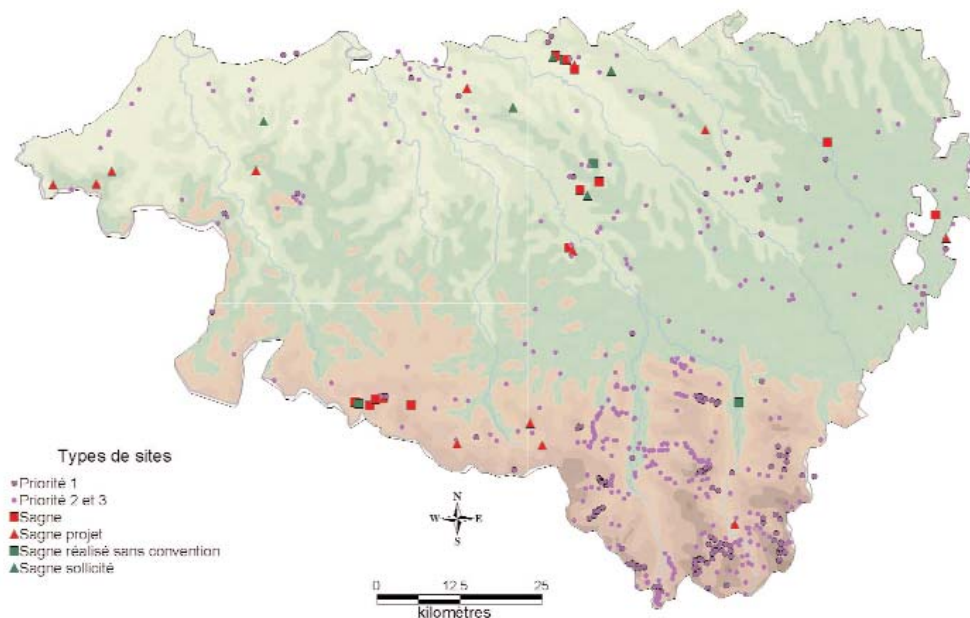 Types de sites
Priorité 1
Priorité 2 et 3
Sagne
Sagne projet
Sagne réalisé sans convention
Sagne sollicité
N
W E
S
0 12.5 25
kilomètres